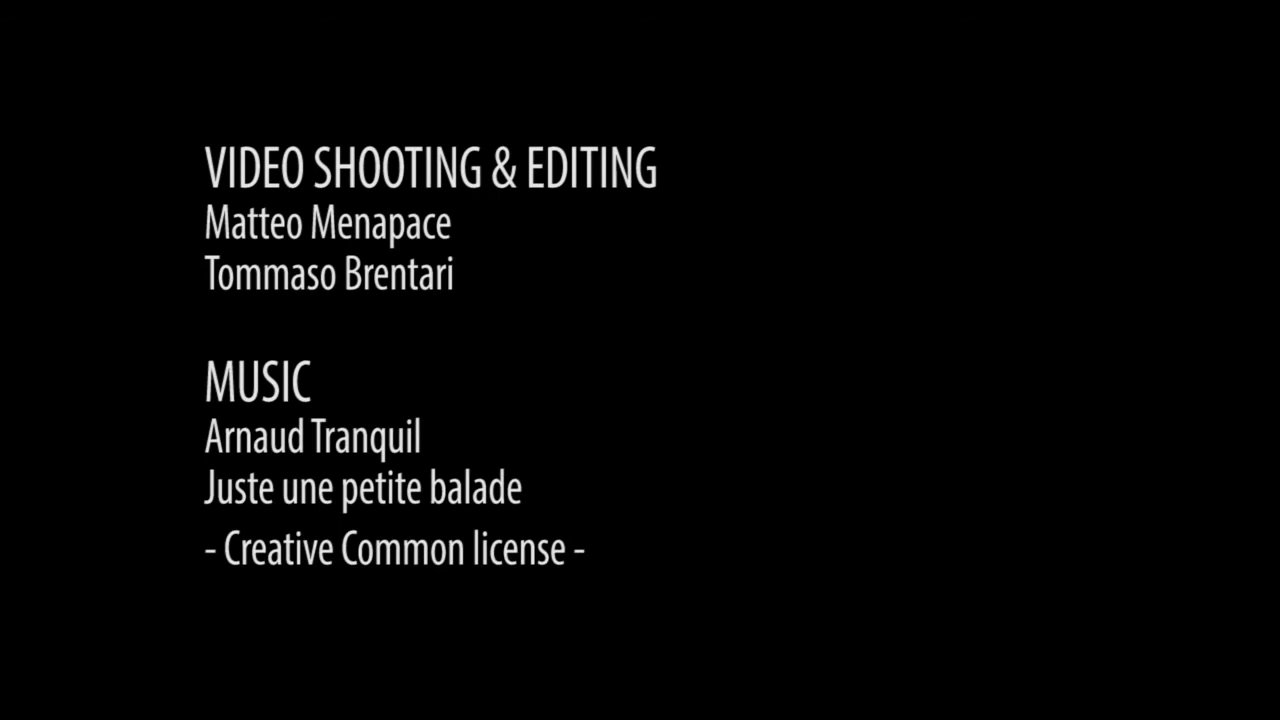 VIDEO SHOOTING & EDITING
Matteo Menapace
Tommaso Brentari
MUSIC
Arnaud Tranquil
Juste une petite balade
- Creative Common license -